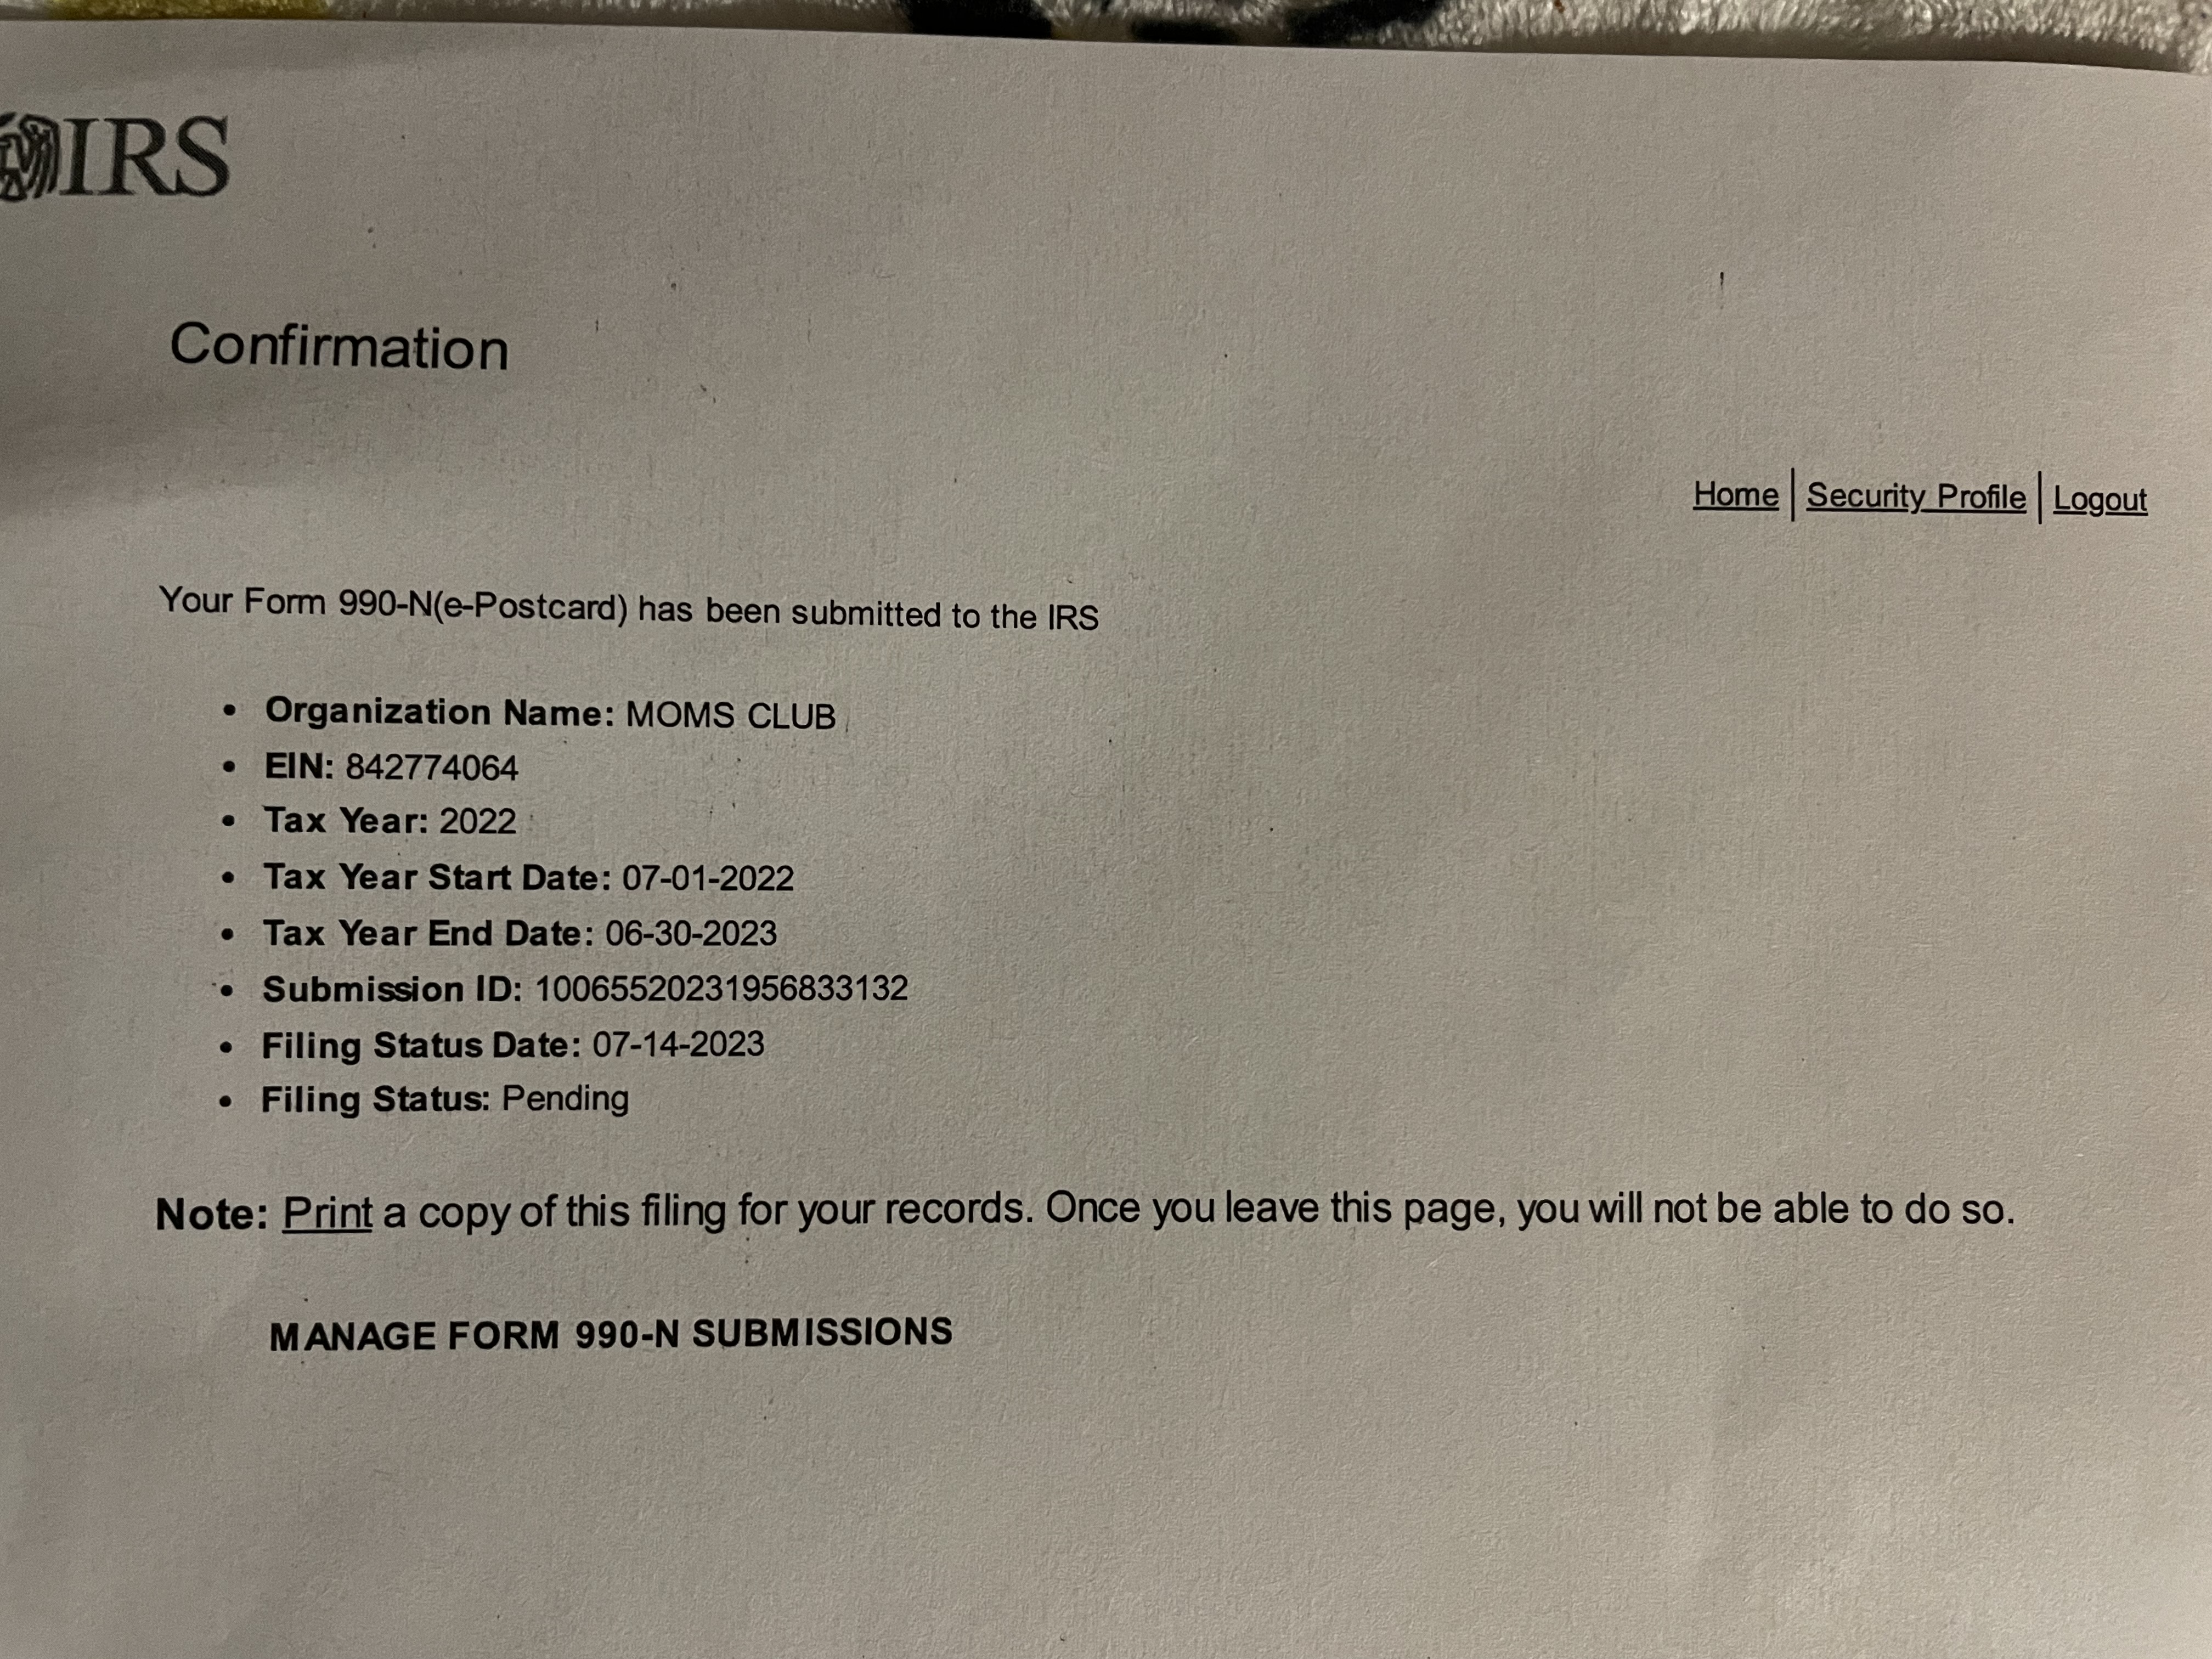 IRS
Home | Security Profile | Logout
Confirmation
Your Form 990-N(e-Postcard) has been submitted to the IRS
• Organization Name: MOMS CLUB
• EIN: 842774064
• Tax Year: 2022
• Tax Year Start Date: 07-01-2022
• Tax Year End Date: 06-30-2023
• Submission ID: 10065520231956833132
• Filing Status Date: 07-14-2023
• Filing Status: Pending
Note: Print a copy of this filing for your records. Once you leave this page, you will not be able to do so.
MANAGE FORM 990-N SUBMISSIONS